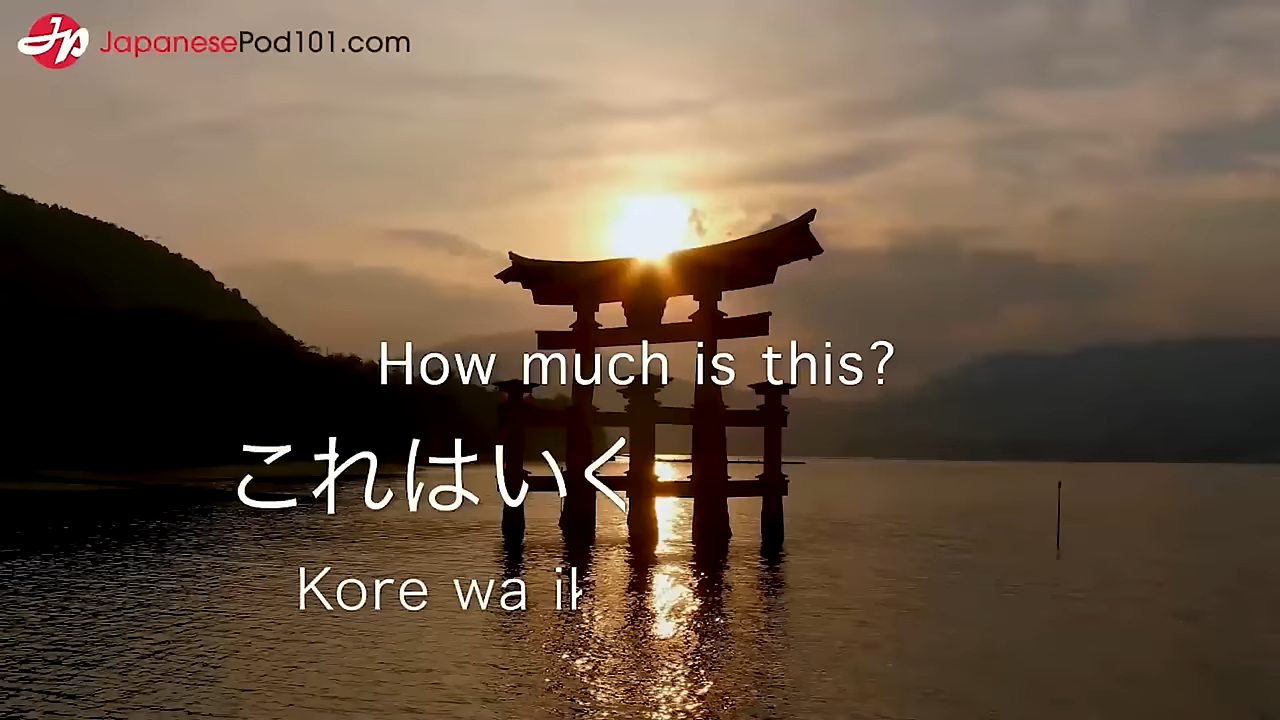 JapanesePod101.com
How much is this?
これはいく
Kore wa